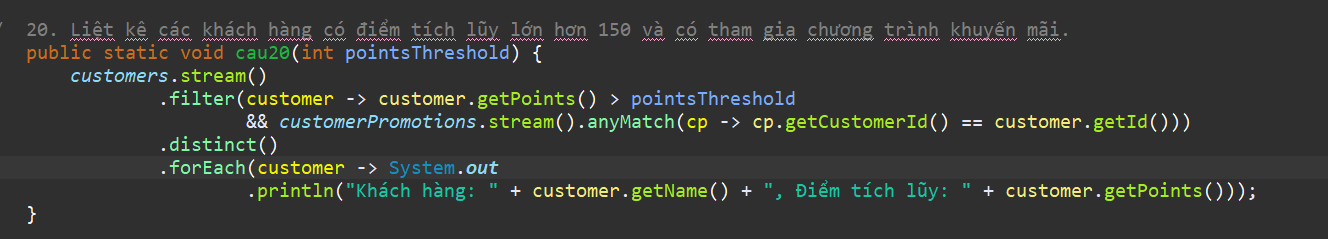 / 20. Liệt kê các khách hàng có điểm tích lũy lớn hơn 150 và có tham gia chương trình khuyến mãi.
public static void cau20(int pointsThreshold) {
customers.stream()
.filter(customer -> customer.getPoints() > pointsThreshold
&& customerPromotions.stream().anyMatch(cp -> cp.getCustomerId() == customer.getId()))
.distinct()
.forEach(customer -> System.out
.println("Khách hàng: " + customer.getName() + ", Điểm tích lũy: " + customer.getPoints()));
}